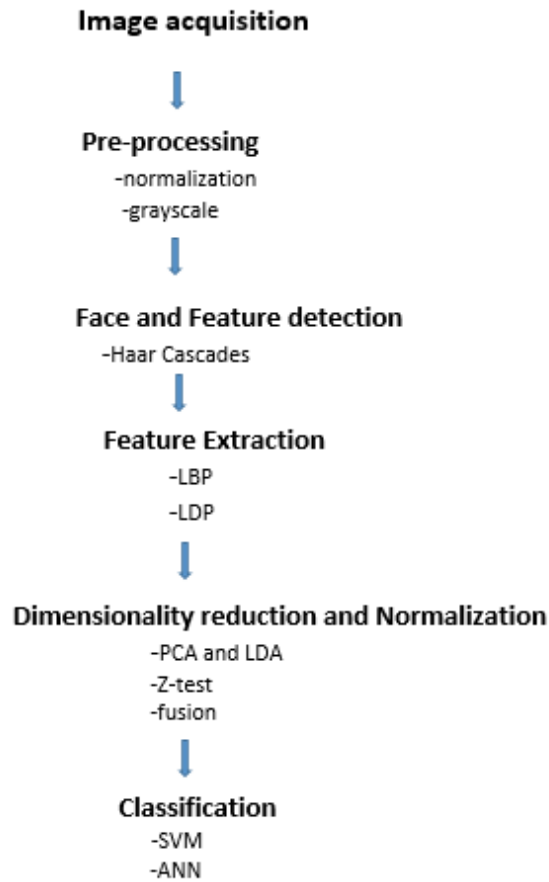 Image acquisition
Pre-processing
-normalization
-grayscale
Face and Feature detection
-Haar Cascades
Feature Extraction
-LBP
-LDP
Dimensionality reduction and Normalization
-PCA and LDA
-Z-test
-fusion
Classification
-SVM
-ANN